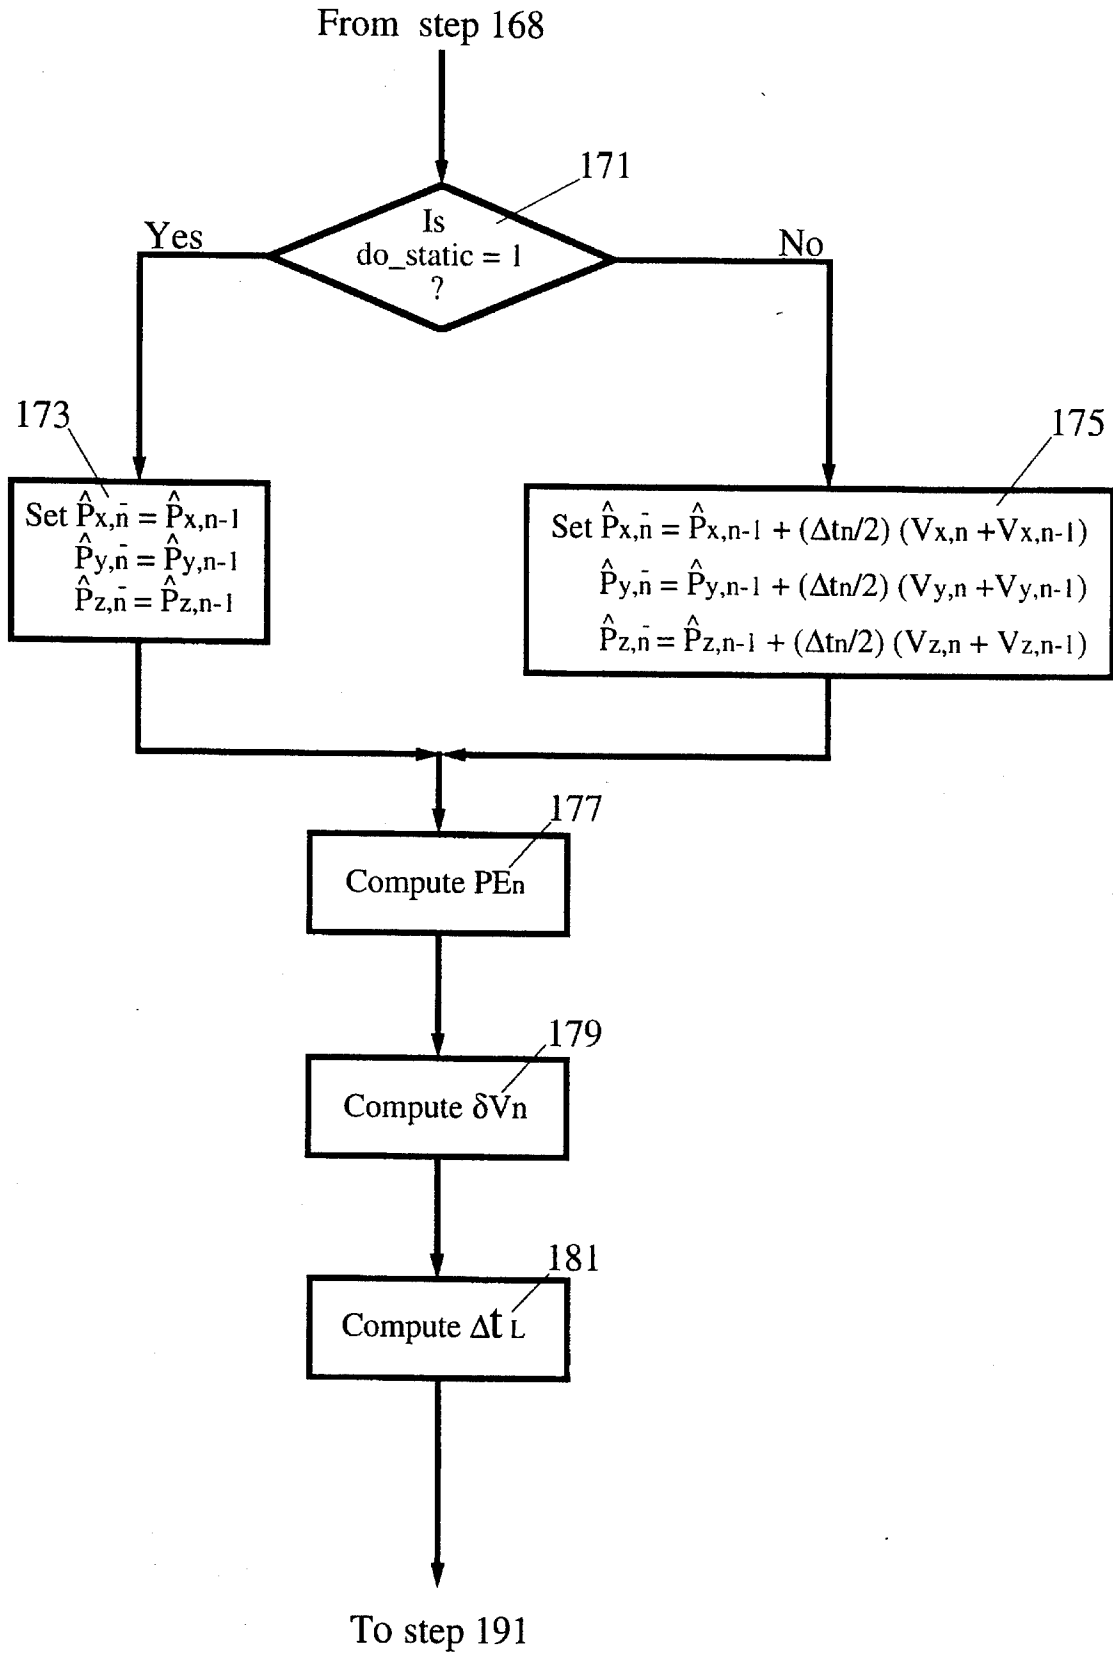 From step 168
171
Is
do_static = 1
?
Yes
No
173
Set P̂x,n̄ = P̂x,n-1
P̂y,n̄ = P̂y,n-1
P̂z,n̄ = P̂z,n-1
175
Set P̂x,n̄ = P̂x,n-1 + (Δtn/2) (Vx,n +Vx,n-1)
P̂y,n̄ = P̂y,n-1 + (Δtn/2) (Vy,n +Vy,n-1)
P̂z,n̄ = P̂z,n-1 + (Δtn/2) (Vz,n + Vz,n-1)
177
Compute PEn
179
Compute δVn
181
Compute Δt L
To step 191